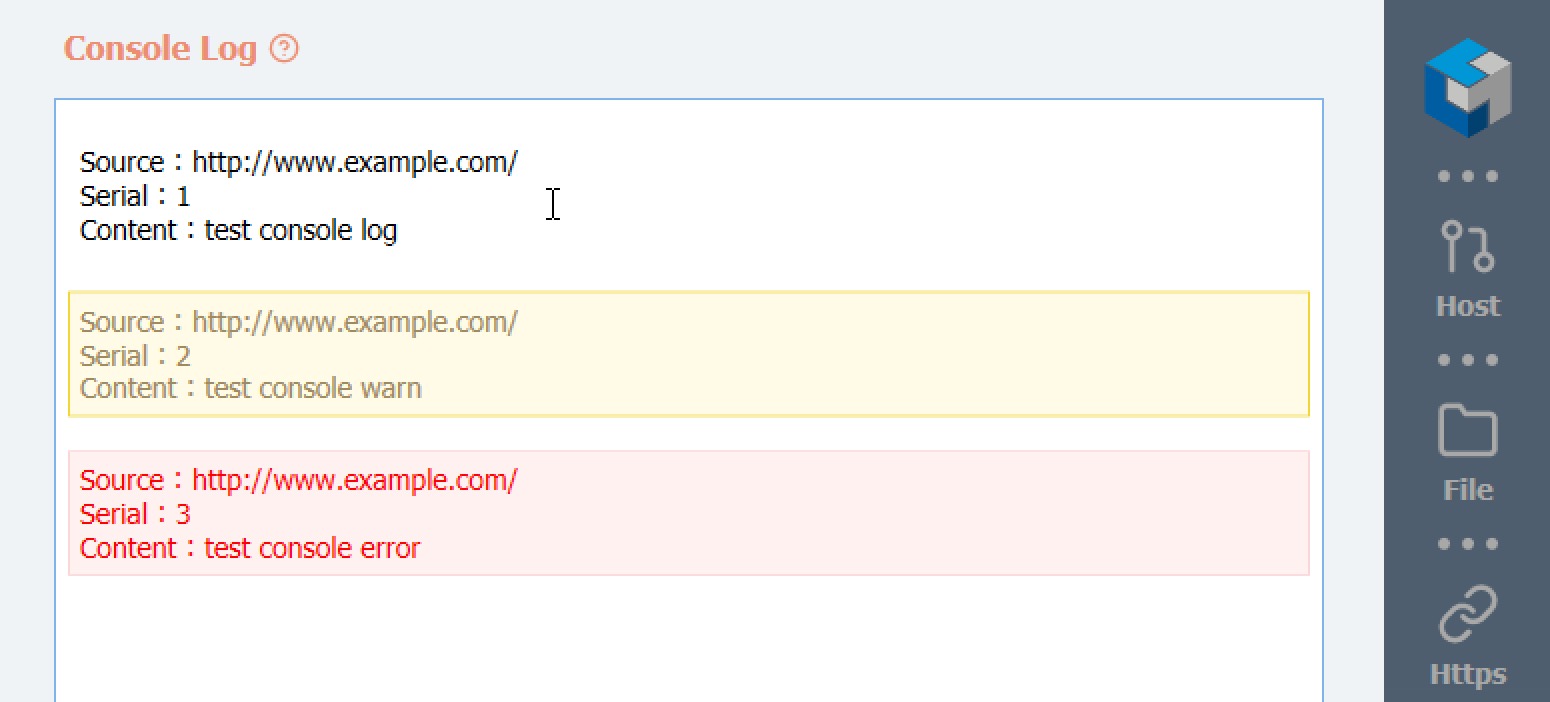 Console Log
Source : http://www.example.com/
Serial : 1
Content : test console log
Source : http://www.example.com/
Serial : 2
Content : test console warn
Source : http://www.example.com/
Serial : 3
Content : test console error
Host
File
Https